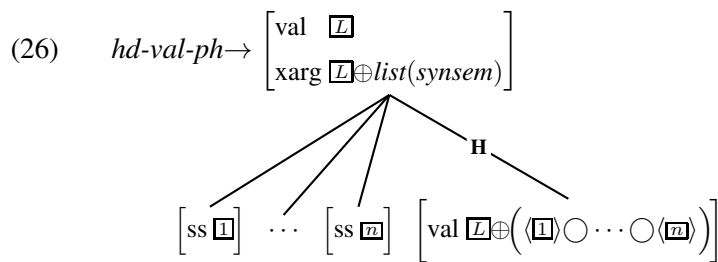 (26) hd-val-ph→ [val L
xarg L⊕list(synsem)]
H
[ss 1] ⋯ [ss n] [val L⊕(⟨1⟩◯⋯◯⟨n⟩)]